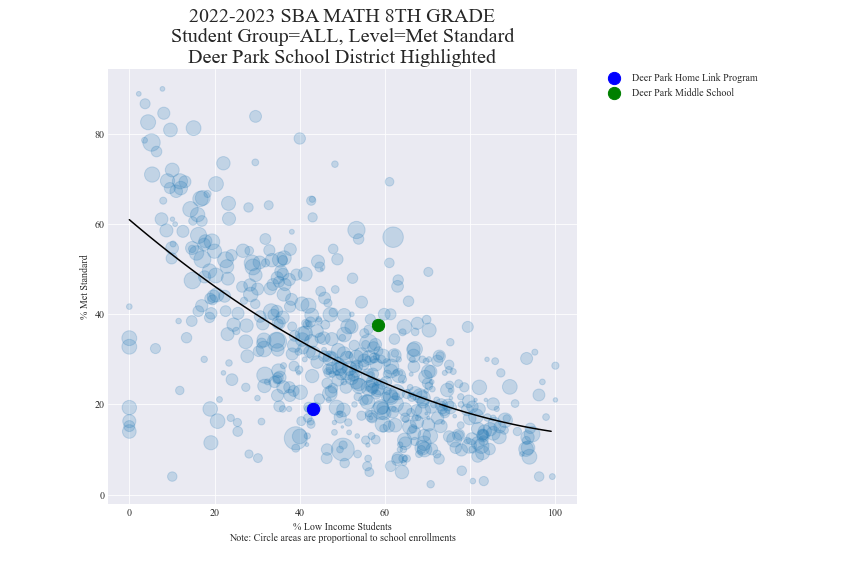 2022-2023 SBA MATH 8TH GRADE
Student Group=ALL, Level=Met Standard
Deer Park School District Highlighted
Deer Park Home Link Program
Deer Park Middle School
% Met Standard
80
60
40
20
0
0 20 40 60 80 100
% Low Income Students
Note: Circle areas are proportional to school enrollments